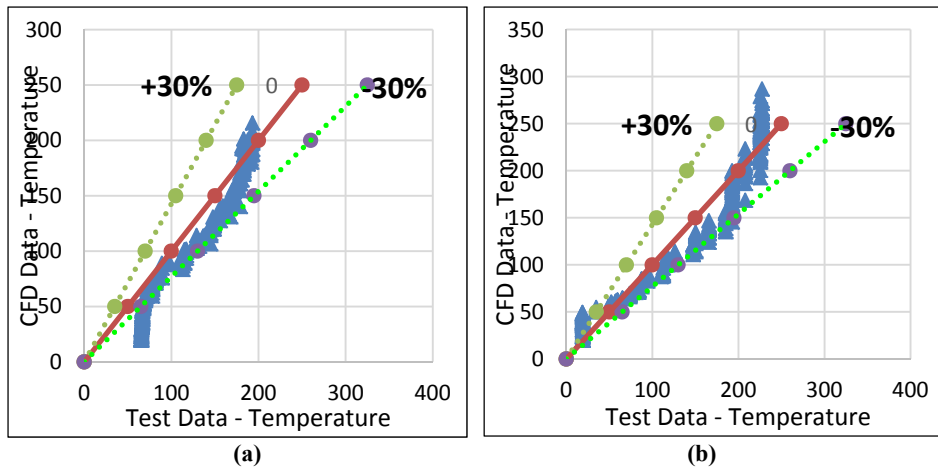 300
250
200
150
100
50
0
CFD Data - Temperature
+30%
0
-30%
0 100 200 300 400
Test Data - Temperature
(a)
350
300
250
200
150
100
50
0
CFD Data, Temperature
+30%
0
-30%
0 100 200 300 400
Test Data - Temperature
(b)